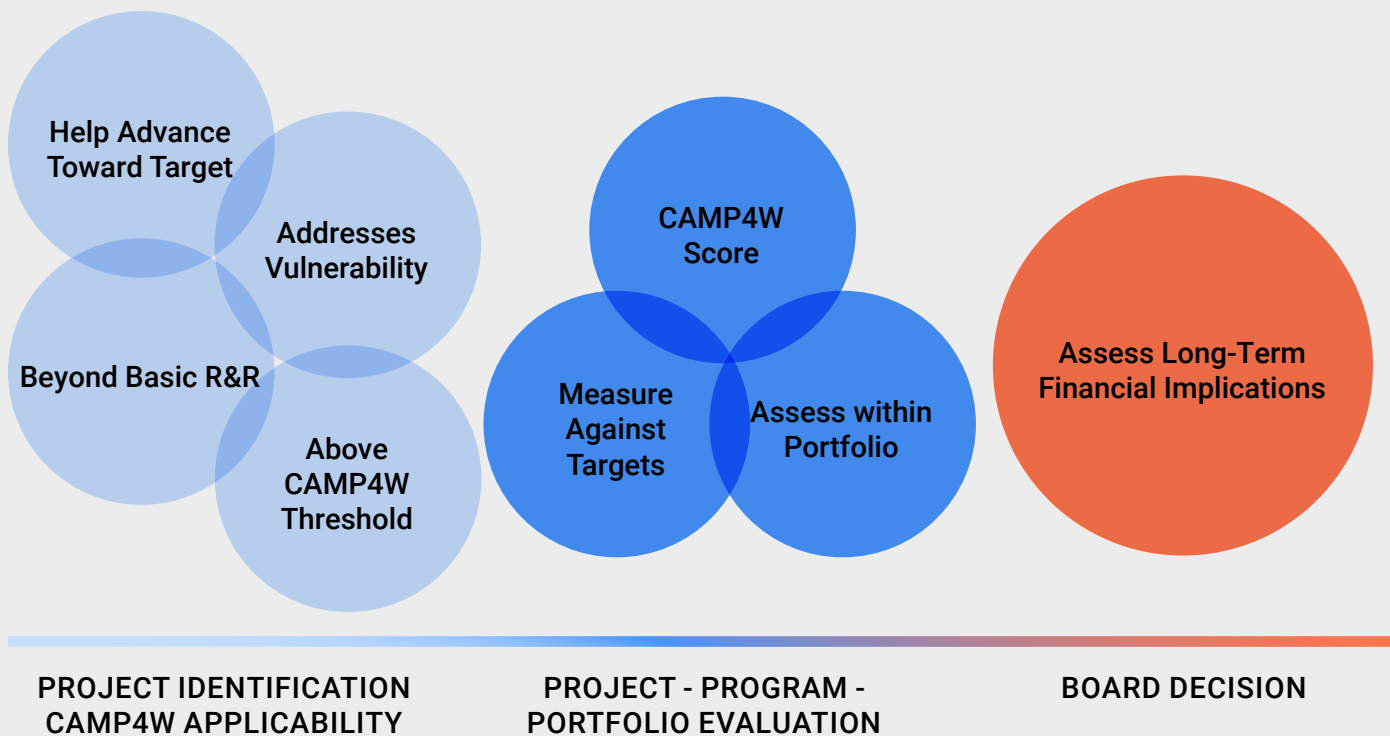 Help Advance
Toward Target
Addresses
Vulnerability
Beyond Basic R&R
Above
CAMP4W
Threshold
CAMP4W
Score
Measure
Against
Targets
Assess within
Portfolio
Assess Long-Term
Financial Implications
PROJECT IDENTIFICATION
CAMP4W APPLICABILITY
PROJECT - PROGRAM -
PORTFOLIO EVALUATION
BOARD DECISION